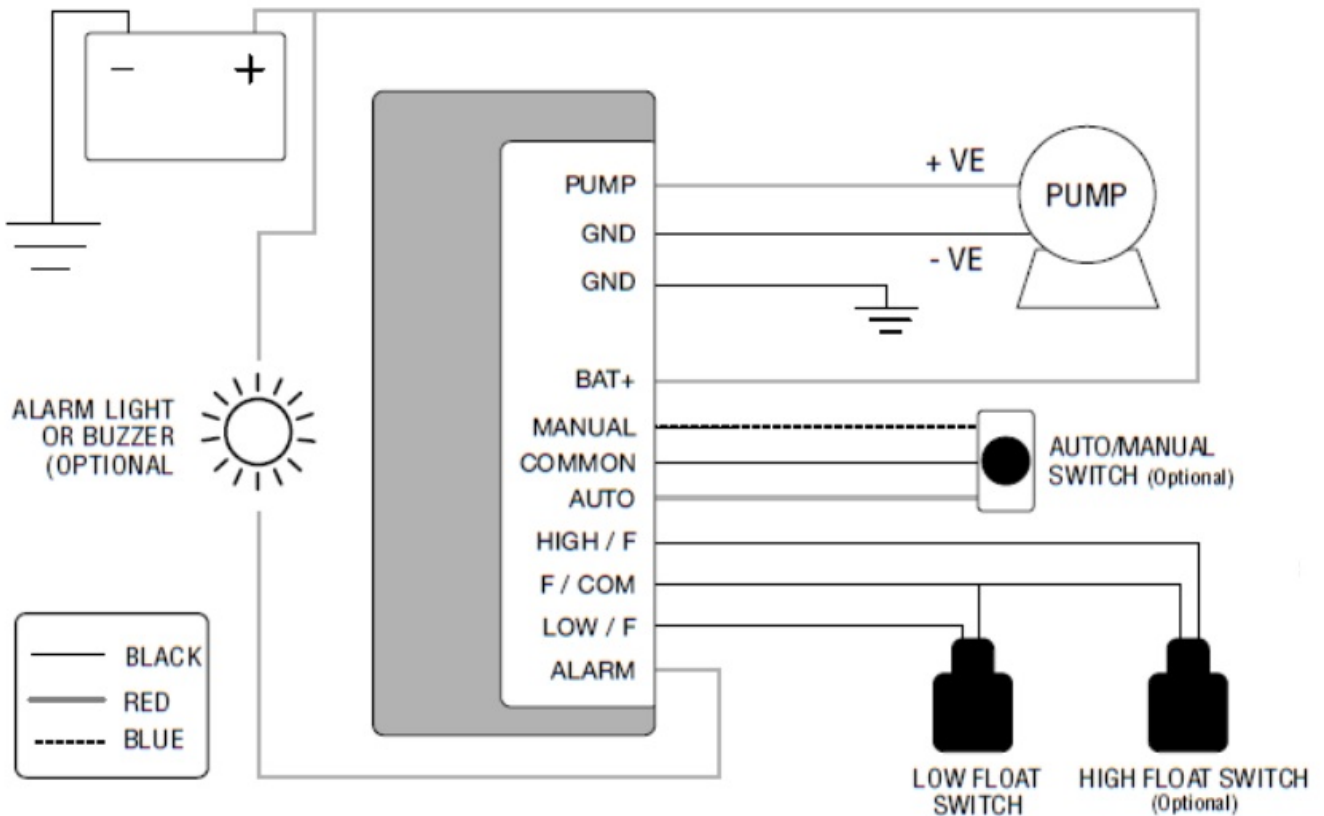 −
+
PUMP
GND
GND
BAT+
MANUAL
COMMON
AUTO
HIGH / F
F / COM
LOW / F
ALARM
+ VE
- VE
PUMP
ALARM LIGHT
OR BUZZER
(OPTIONAL
AUTO/MANUAL
SWITCH (Optional)
BLACK
RED
BLUE
LOW FLOAT
SWITCH
HIGH FLOAT SWITCH
(Optional)